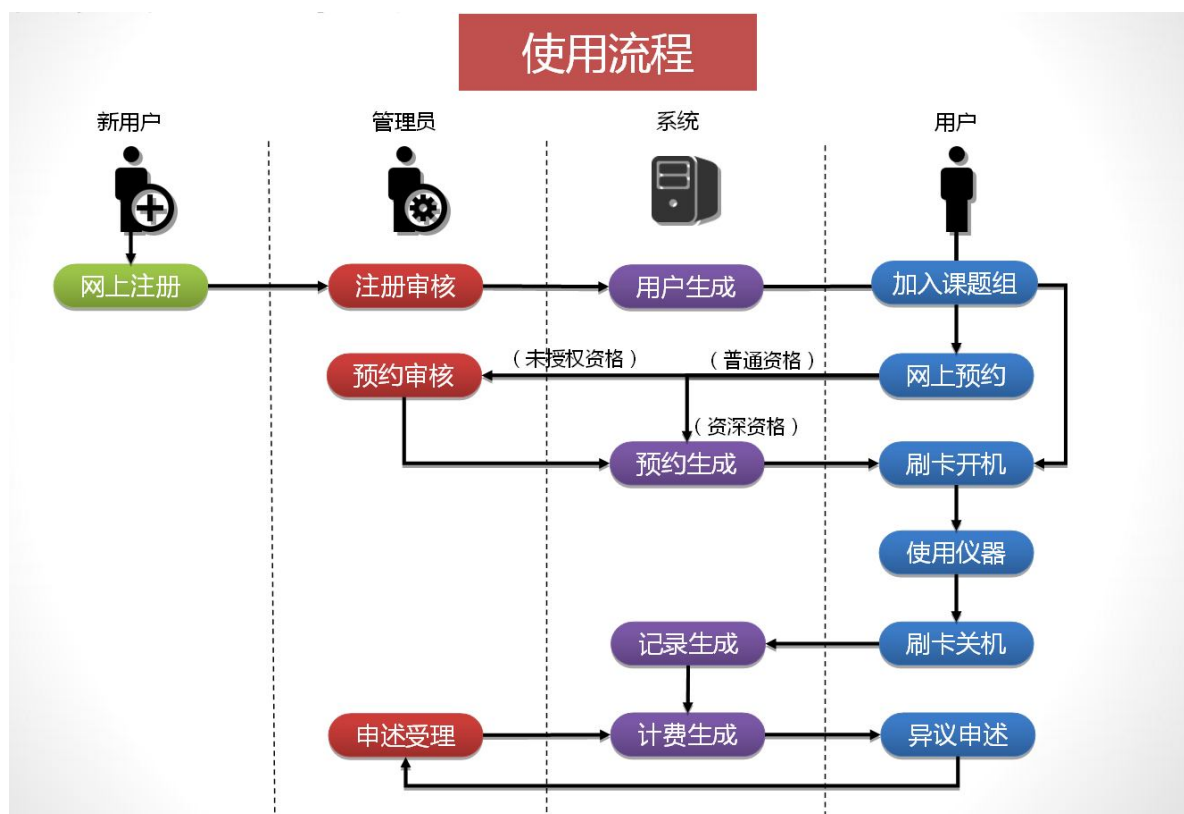 使用流程
新用户
管理员
系统
用户
网上注册
注册审核
用户生成
加入课题组
预约审核
（未授权资格）
（普通资格）
网上预约
（资深资格）
预约生成
刷卡开机
使用仪器
记录生成
刷卡关机
申述受理
计费生成
异议申述